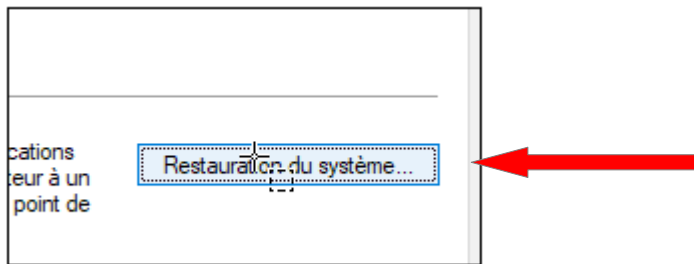 cations
teur à un
point de
Restauration du système...